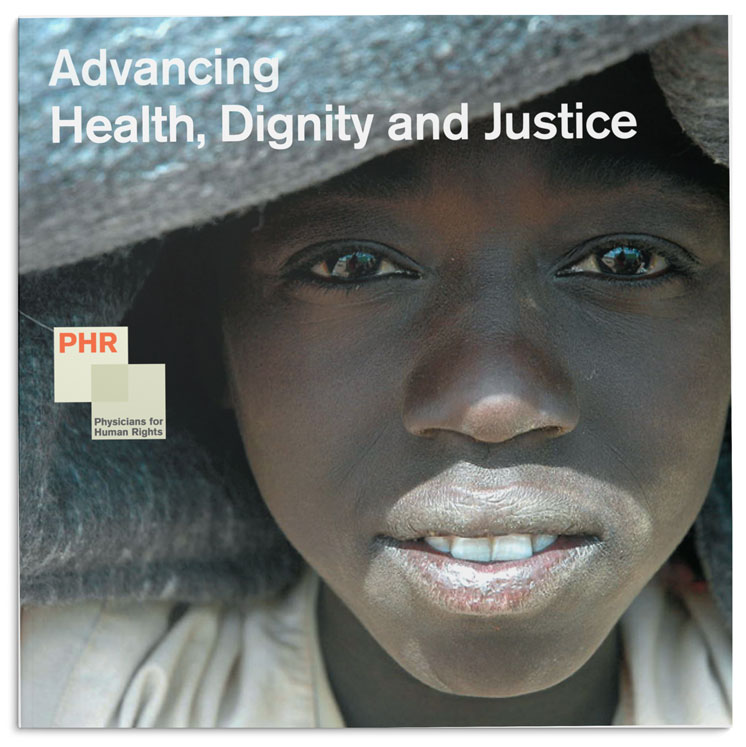 Advancing
Health, Dignity and Justice
PHR
Physicians for
Human Rights